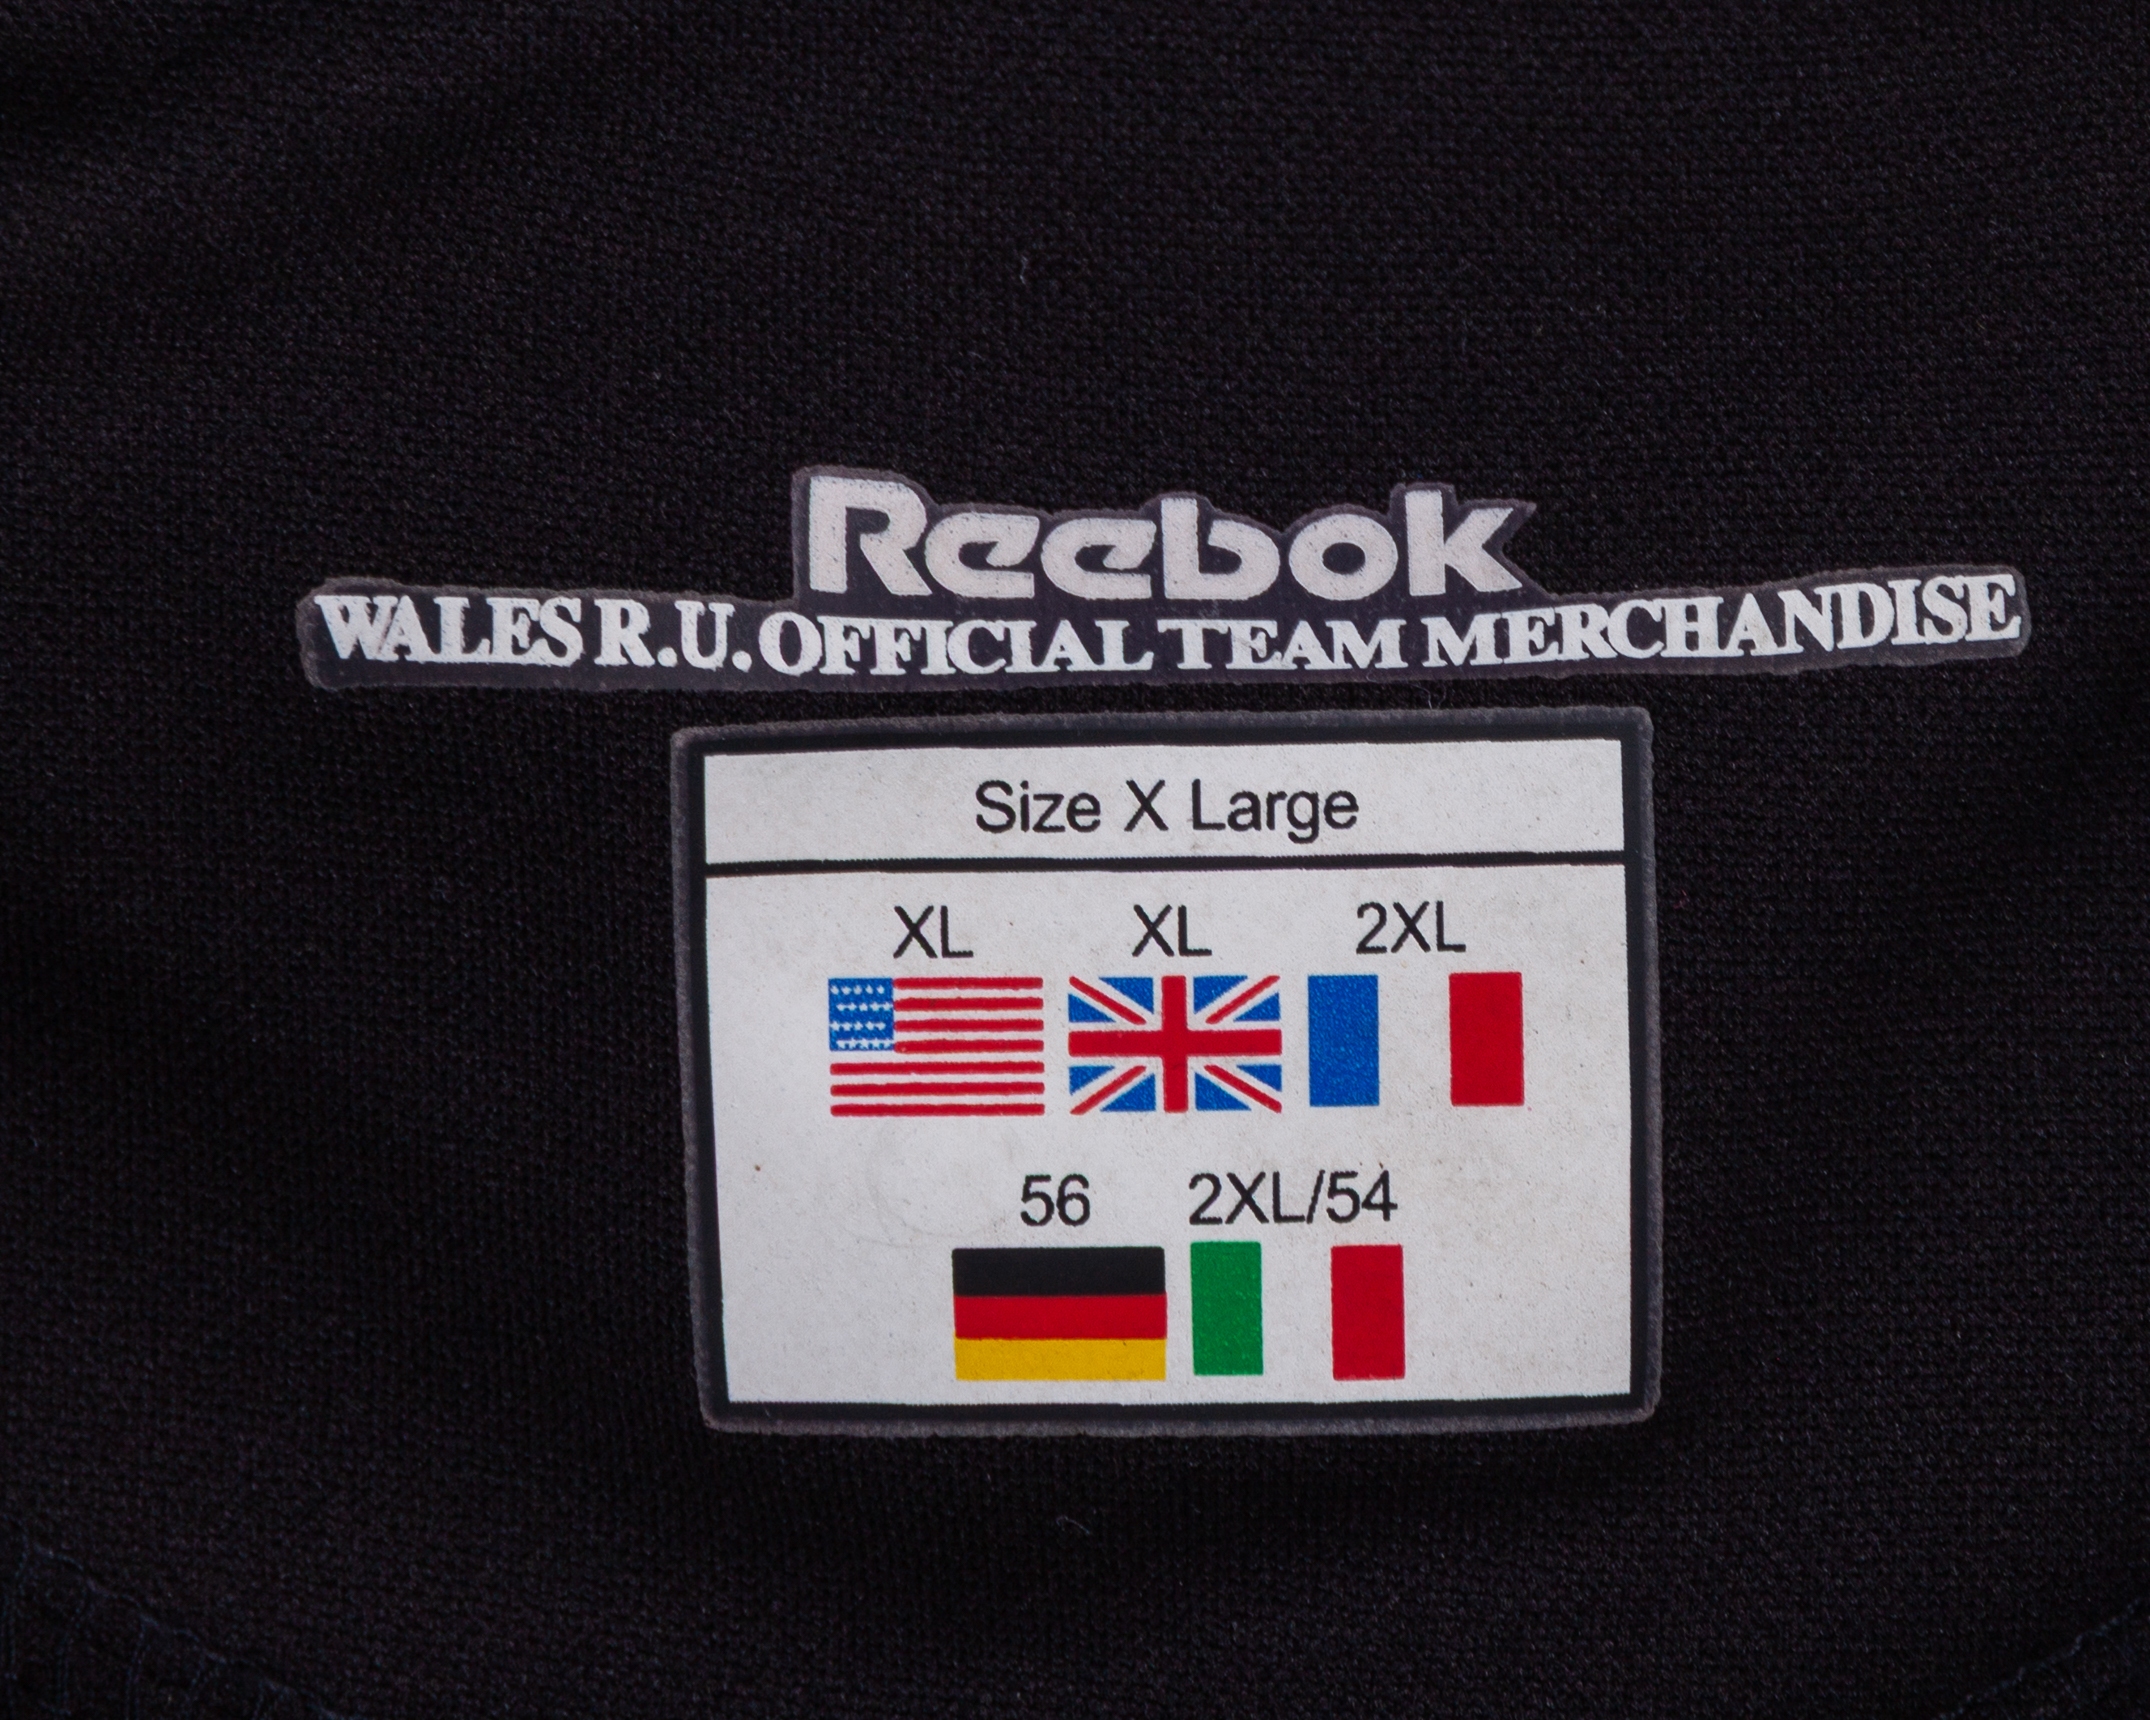 Reebok
WALES R.U. OFFICIAL TEAM MERCHANDISE
Size X Large
XL XL 2XL
56 2XL/54